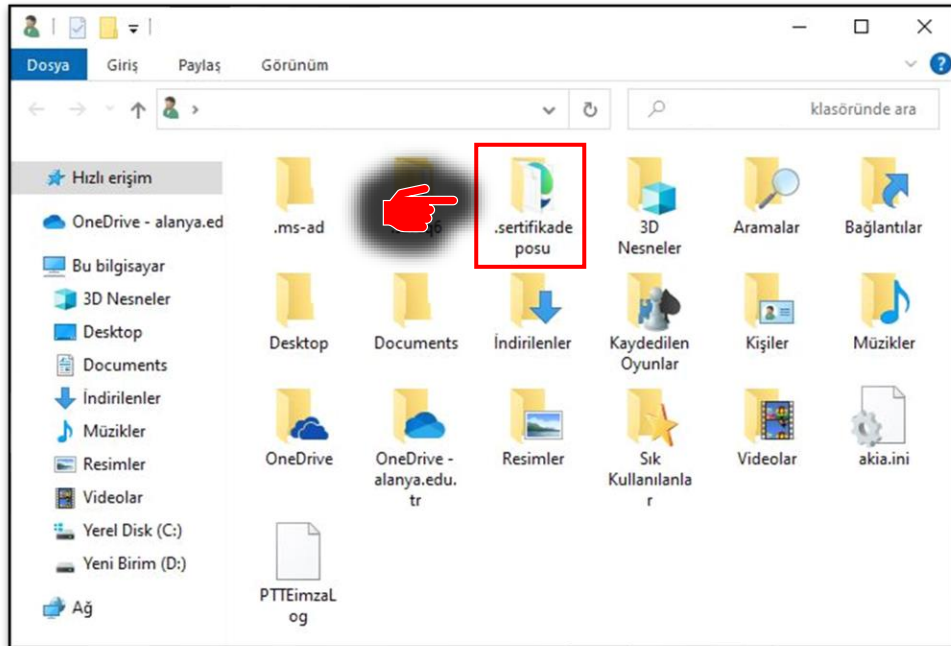 Dosya Giriş Paylaş Görünüm
klasöründe ara
Hızlı erişim
OneDrive - alanya.ed
Bu bilgisayar
3D Nesneler
Desktop
Documents
İndirilenler
Müzikler
Resimler
Videolar
Yerel Disk (C:)
Yeni Birim (D:)
Ağ
.ms-ad
.sertifikade
posu
3D
Nesneler
Aramalar
Bağlantılar
Desktop
Documents
İndirilenler
Kaydedilen
Oyunlar
Kişiler
Müzikler
OneDrive
OneDrive -
alanya.edu.
tr
Resimler
Sık
Kullanılanla
r
Videolar
akia.ini
PTTEimzaL
og